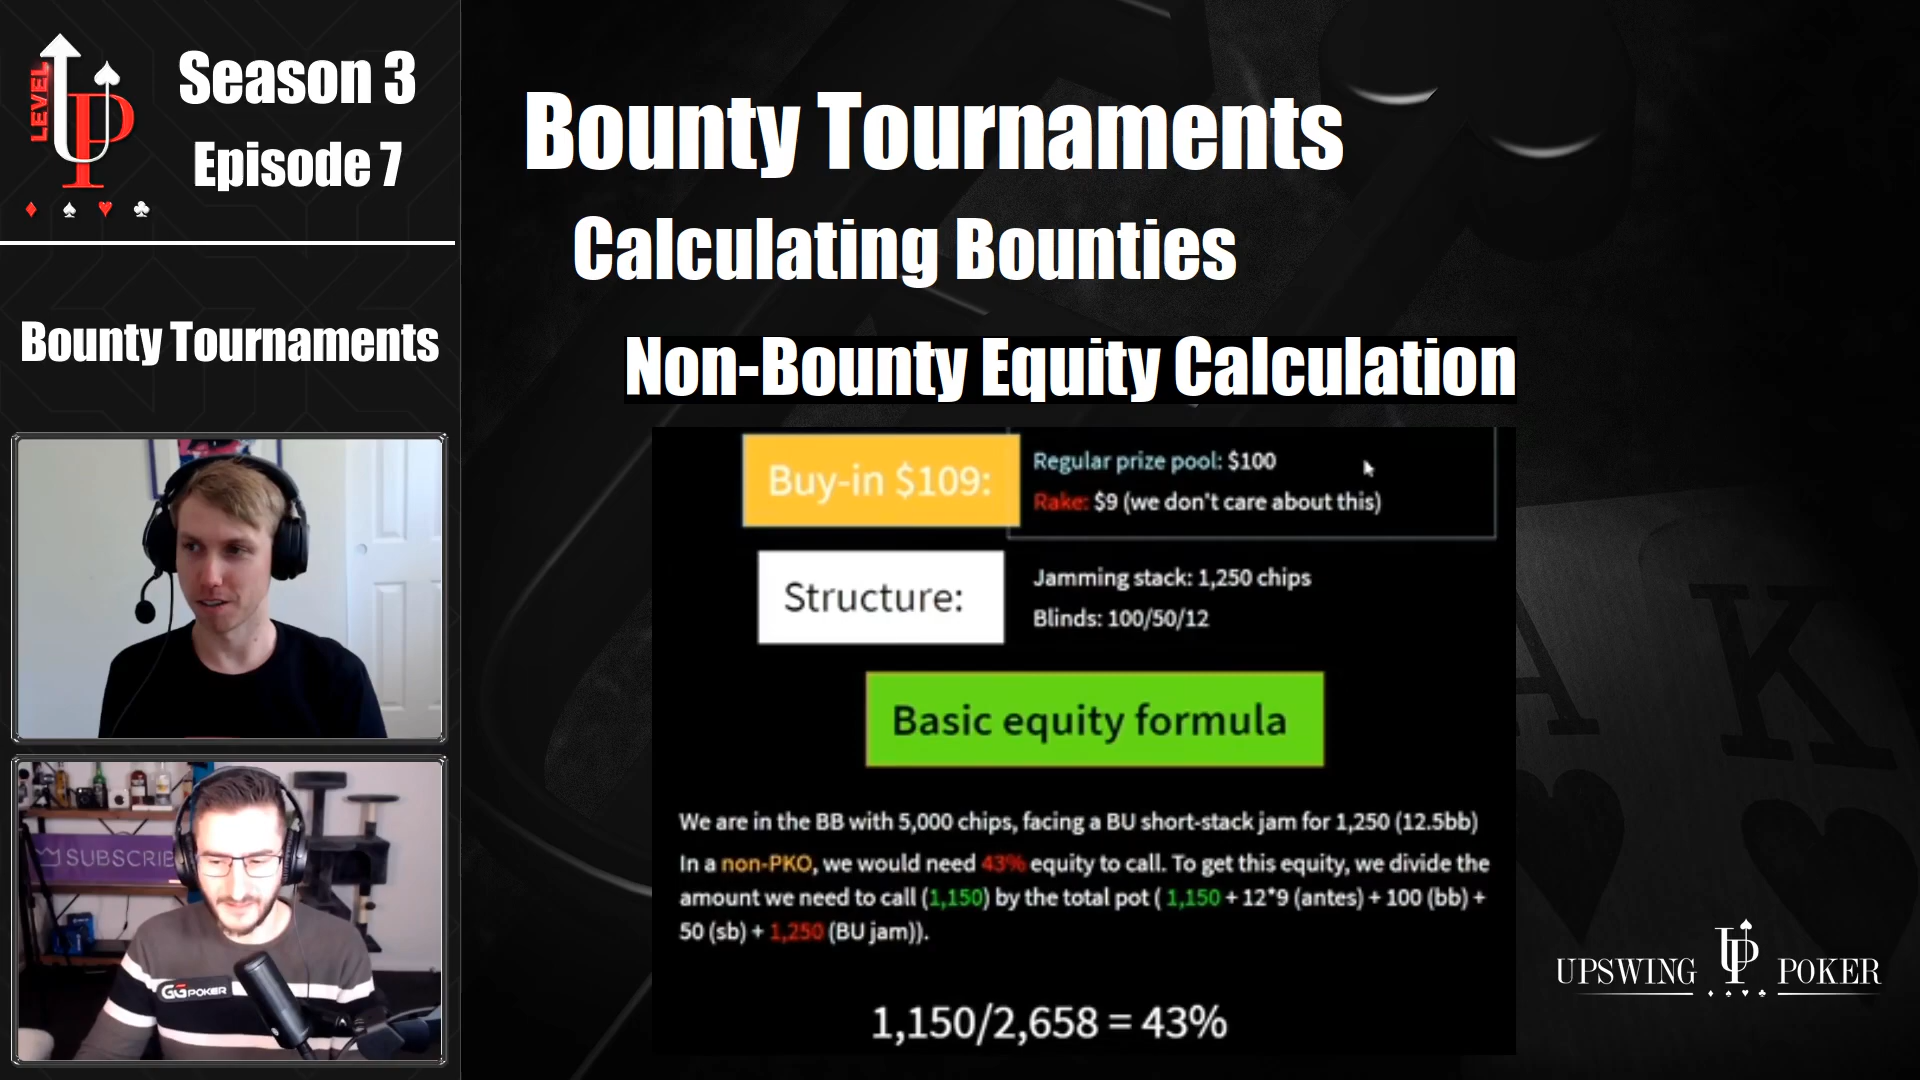 LEVEL
UP
Season 3
Episode 7
Bounty Tournaments
SUBSCRIB
GGPOKER
Bounty Tournaments
Calculating Bounties
Non-Bounty Equity Calculation
Buy-in $109:
Regular prize pool: $100
Rake: $9 (we don't care about this)
Structure:
Jamming stack: 1,250 chips
Blinds: 100/50/12
Basic equity formula
We are in the BB with 5,000 chips, facing a BU short-stack jam for 1,250 (12.5bb)
In a non-PKO, we would need 43% equity to call. To get this equity, we divide the
amount we need to call (1,150) by the total pot ( 1,150 + 12*9 (antes) + 100 (bb) +
50 (sb) + 1,250 (BU jam)).
1,150/2,658 = 43%
A K
UPSWING UP POKER